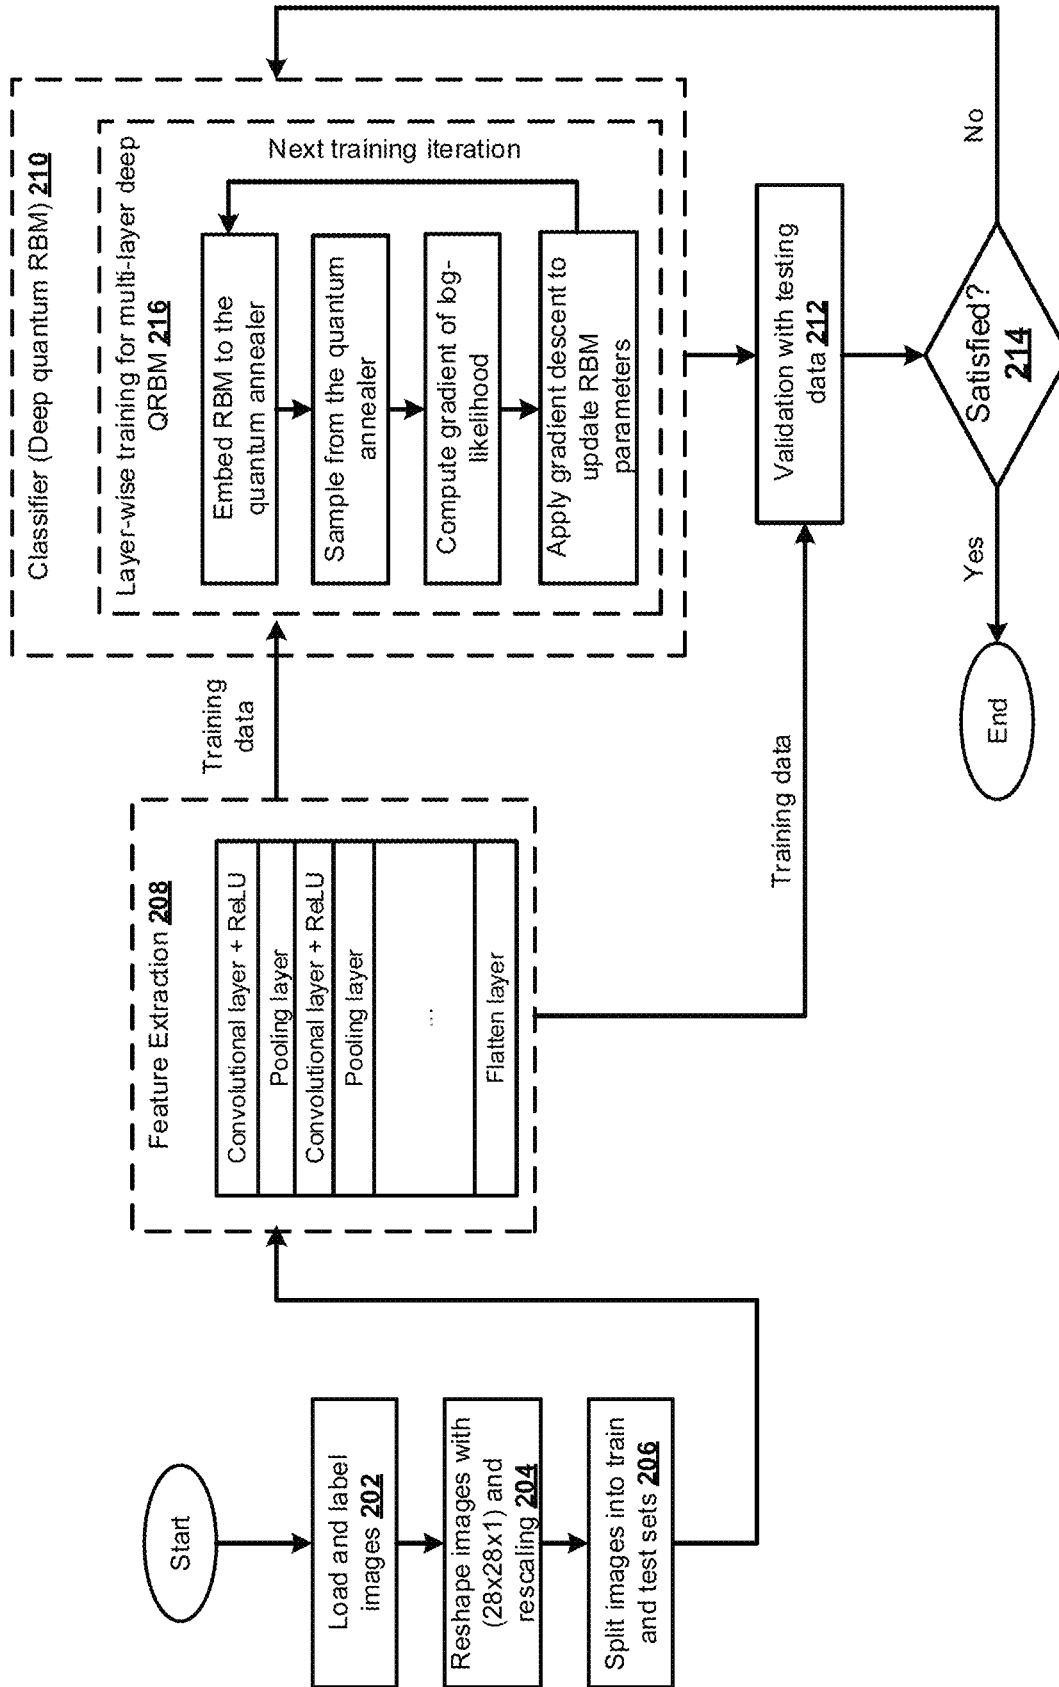 Start
Load and label
images 202
Reshape images with
(28x28x1) and
rescaling 204
Split images into train
and test sets 206
Feature Extraction 208
Convolutional layer + ReLU
Pooling layer
Convolutional layer + ReLU
Pooling layer
...
Flatten layer
Training
data
Training data
Classifier (Deep quantum RBM) 210
Layer-wise training for multi-layer deep
QRBM 216
Next training iteration
Embed RBM to the
quantum annealer
Sample from the quantum
annealer
Compute gradient of log-
likelihood
Apply gradient descent to
update RBM
parameters
Validation with testing
data 212
Satisfied?
214
No
Yes
End